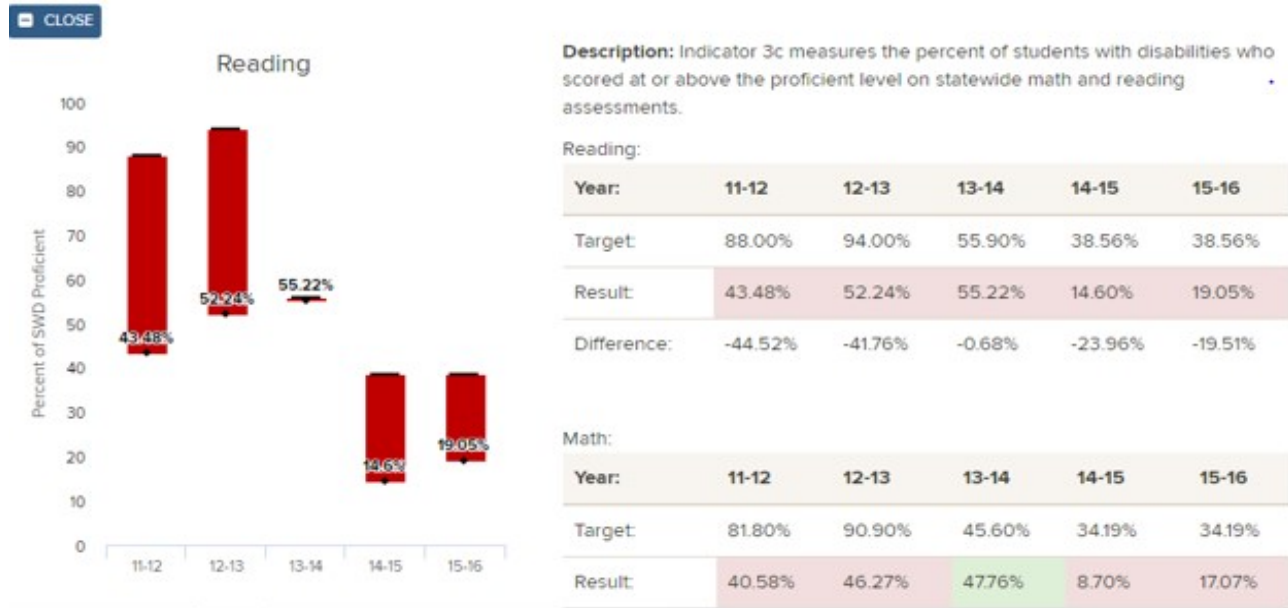 CLOSE
Reading
Percent of SWD Proficient
100
90
80
70
60
50
40
30
20
10
0
43.48%
52.24%
55.22%
14.6%
19.05%
11-12 12-13 13-14 14-15 15-16
Description: Indicator 3c measures the percent of students with disabilities who
scored at or above the proficient level on statewide math and reading
assessments.
Reading:
Year: 11-12 12-13 13-14 14-15 15-16
Target: 88.00% 94.00% 55.90% 38.56% 38.56%
Result: 43.48% 52.24% 55.22% 14.60% 19.05%
Difference: -44.52% -41.76% -0.68% -23.96% -19.51%
Math:
Year: 11-12 12-13 13-14 14-15 15-16
Target: 81.80% 90.90% 45.60% 34.19% 34.19%
Result: 40.58% 46.27% 47.76% 8.70% 17.07%